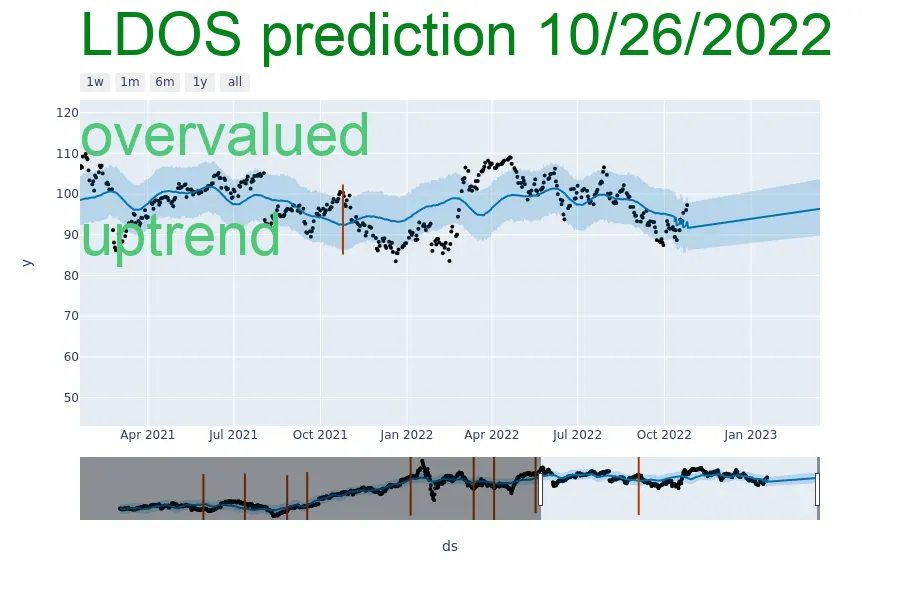 LDOS prediction 10/26/2022
1w 1m 6m 1y all
120
overvalued
110
100
90
uptrend
80
70
60
50
y
Apr 2021 Jul 2021 Oct 2021 Jan 2022 Apr 2022 Jul 2022 Oct 2022 Jan 2023
ds